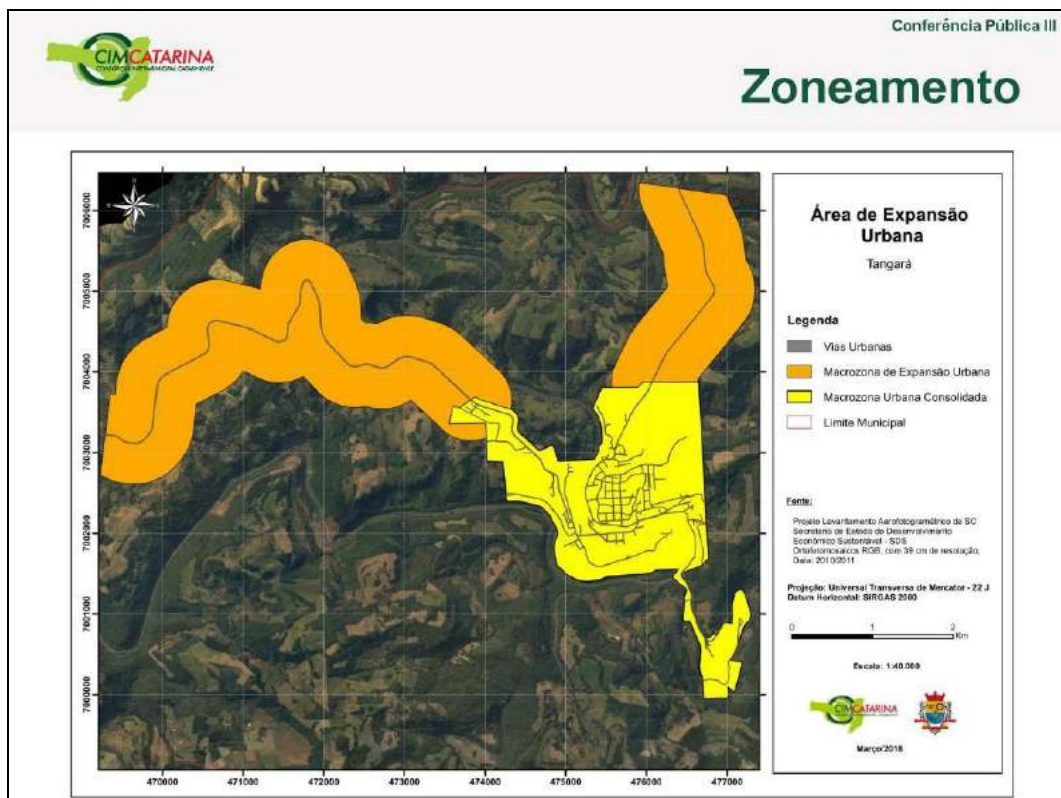 Conferência Pública III
CIMCATARINA
Zoneamento
Área de Expansão
Urbana
Tangará
Legenda
Vias Urbanas
Macrozona de Expansão Urbana
Macrozona Urbana Consolidada
Limite Municipal
Fonte:
Projeto Levantamento Aerofotogramétrico de SC
Secretaria de Estado do Desenvolvimento
Econômico Sustentável - SDS
Ortofotomosaicos RGB, com 39 cm de resolução,
Data: 2010/2011
Projeção: Universal Transversa de Mercator - 22 J
Datum Horizontal: SIRGAS 2000
0 1 2
Km
Escala: 1:40.000
CIMCATARINA
Março/2018
7006000
7005000
7004000
7003000
7002000
7001000
7000000
470000 471000 472000 473000 474000 475000 476000 477000